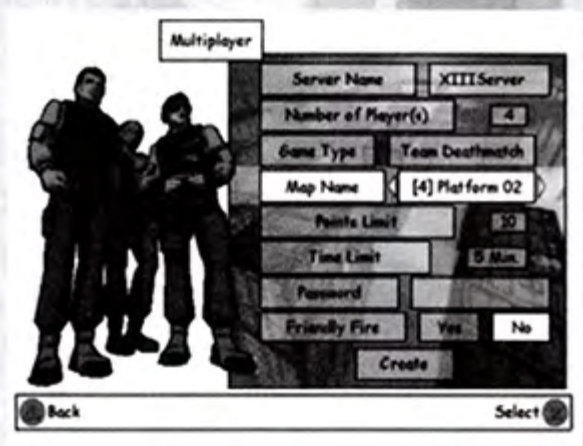 Multiplayer
Server Name XIIIServer
Number of Player(s) 4
Game Type Team Deathmatch
Map Name [4] Platform 02
Points Limit 20
Time Limit 5 Min.
Password
Friendly Fire Yes No
Create
Back Select